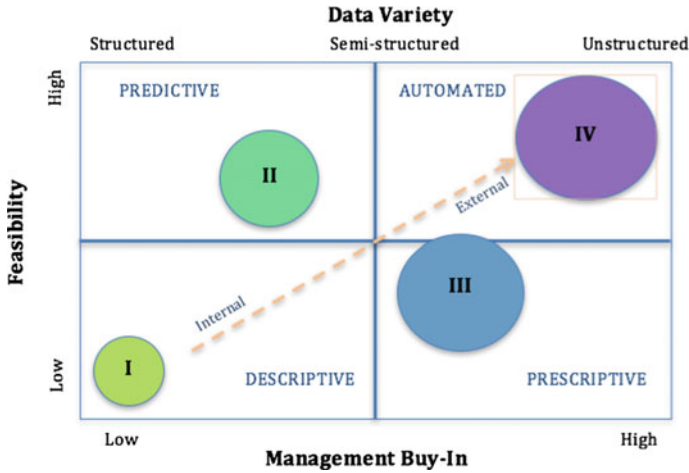 Data Variety
Structured Semi-structured Unstructured
High
PREDICTIVE AUTOMATED
IV
II
External
Feasibility
III
Internal
I
Low
DESCRIPTIVE PRESCRIPTIVE
Low High
Management Buy-In